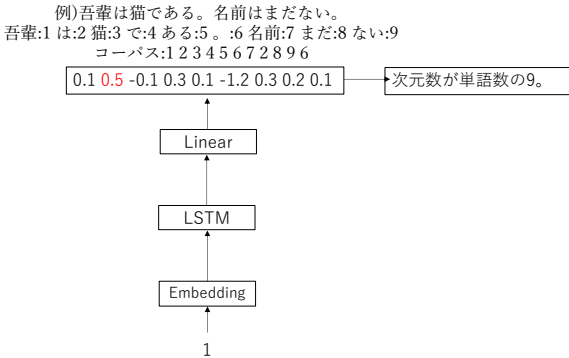 例)吾輩は猫である。名前はまだない。
吾輩:1 は:2 猫:3 で:4 ある:5 。:6 名前:7 まだ:8 ない:9
コーパス:1 2 3 4 5 6 7 2 8 9 6
0.1 0.5 -0.1 0.3 0.1 -1.2 0.3 0.2 0.1
次元数が単語数の9。
Linear
LSTM
Embedding
1